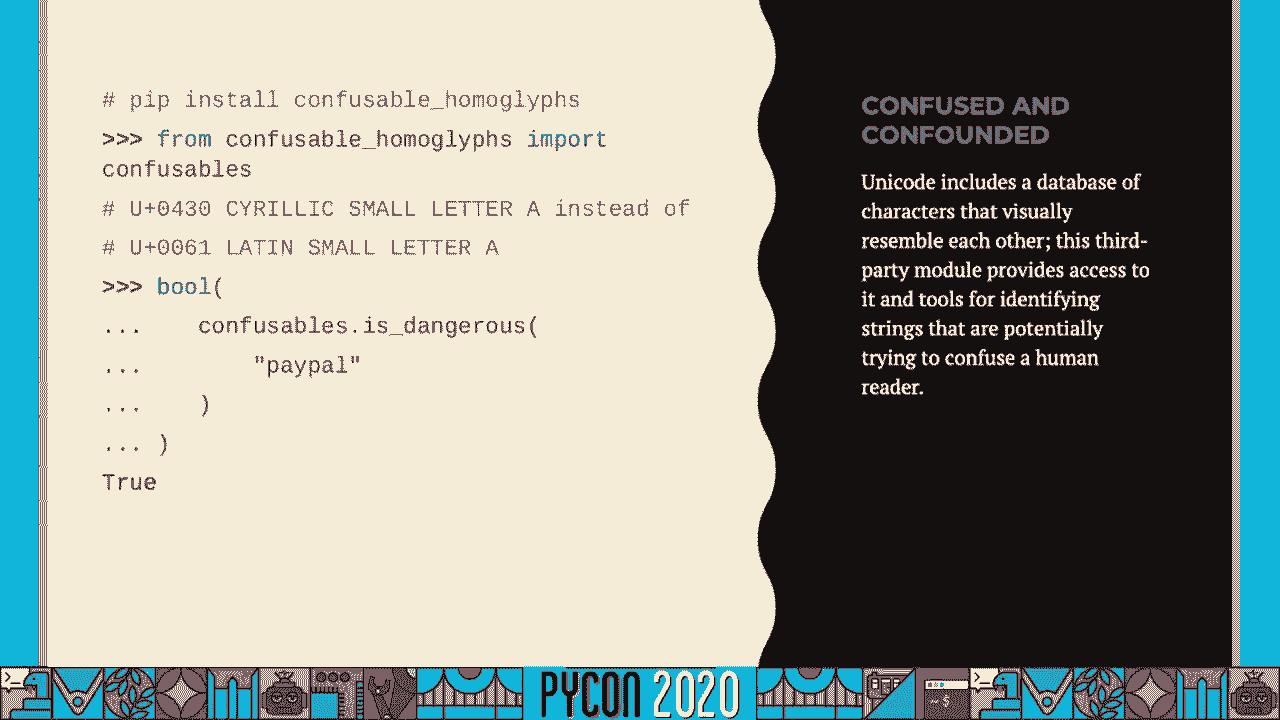 # pip install confusable_homoglyphs
>>> from confusable_homoglyphs import
confusables
# U+0430 CYRILLIC SMALL LETTER A instead of
# U+0061 LATIN SMALL LETTER A
>>> bool(
...    confusables.is_dangerous(
...        "paypal"
...    )
... )
True
CONFUSED AND
CONFOUNDED
Unicode includes a database of
characters that visually
resemble each other; this third-
party module provides access to
it and tools for identifying
strings that are potentially
trying to confuse a human
reader.
PYCON 2020
~ $